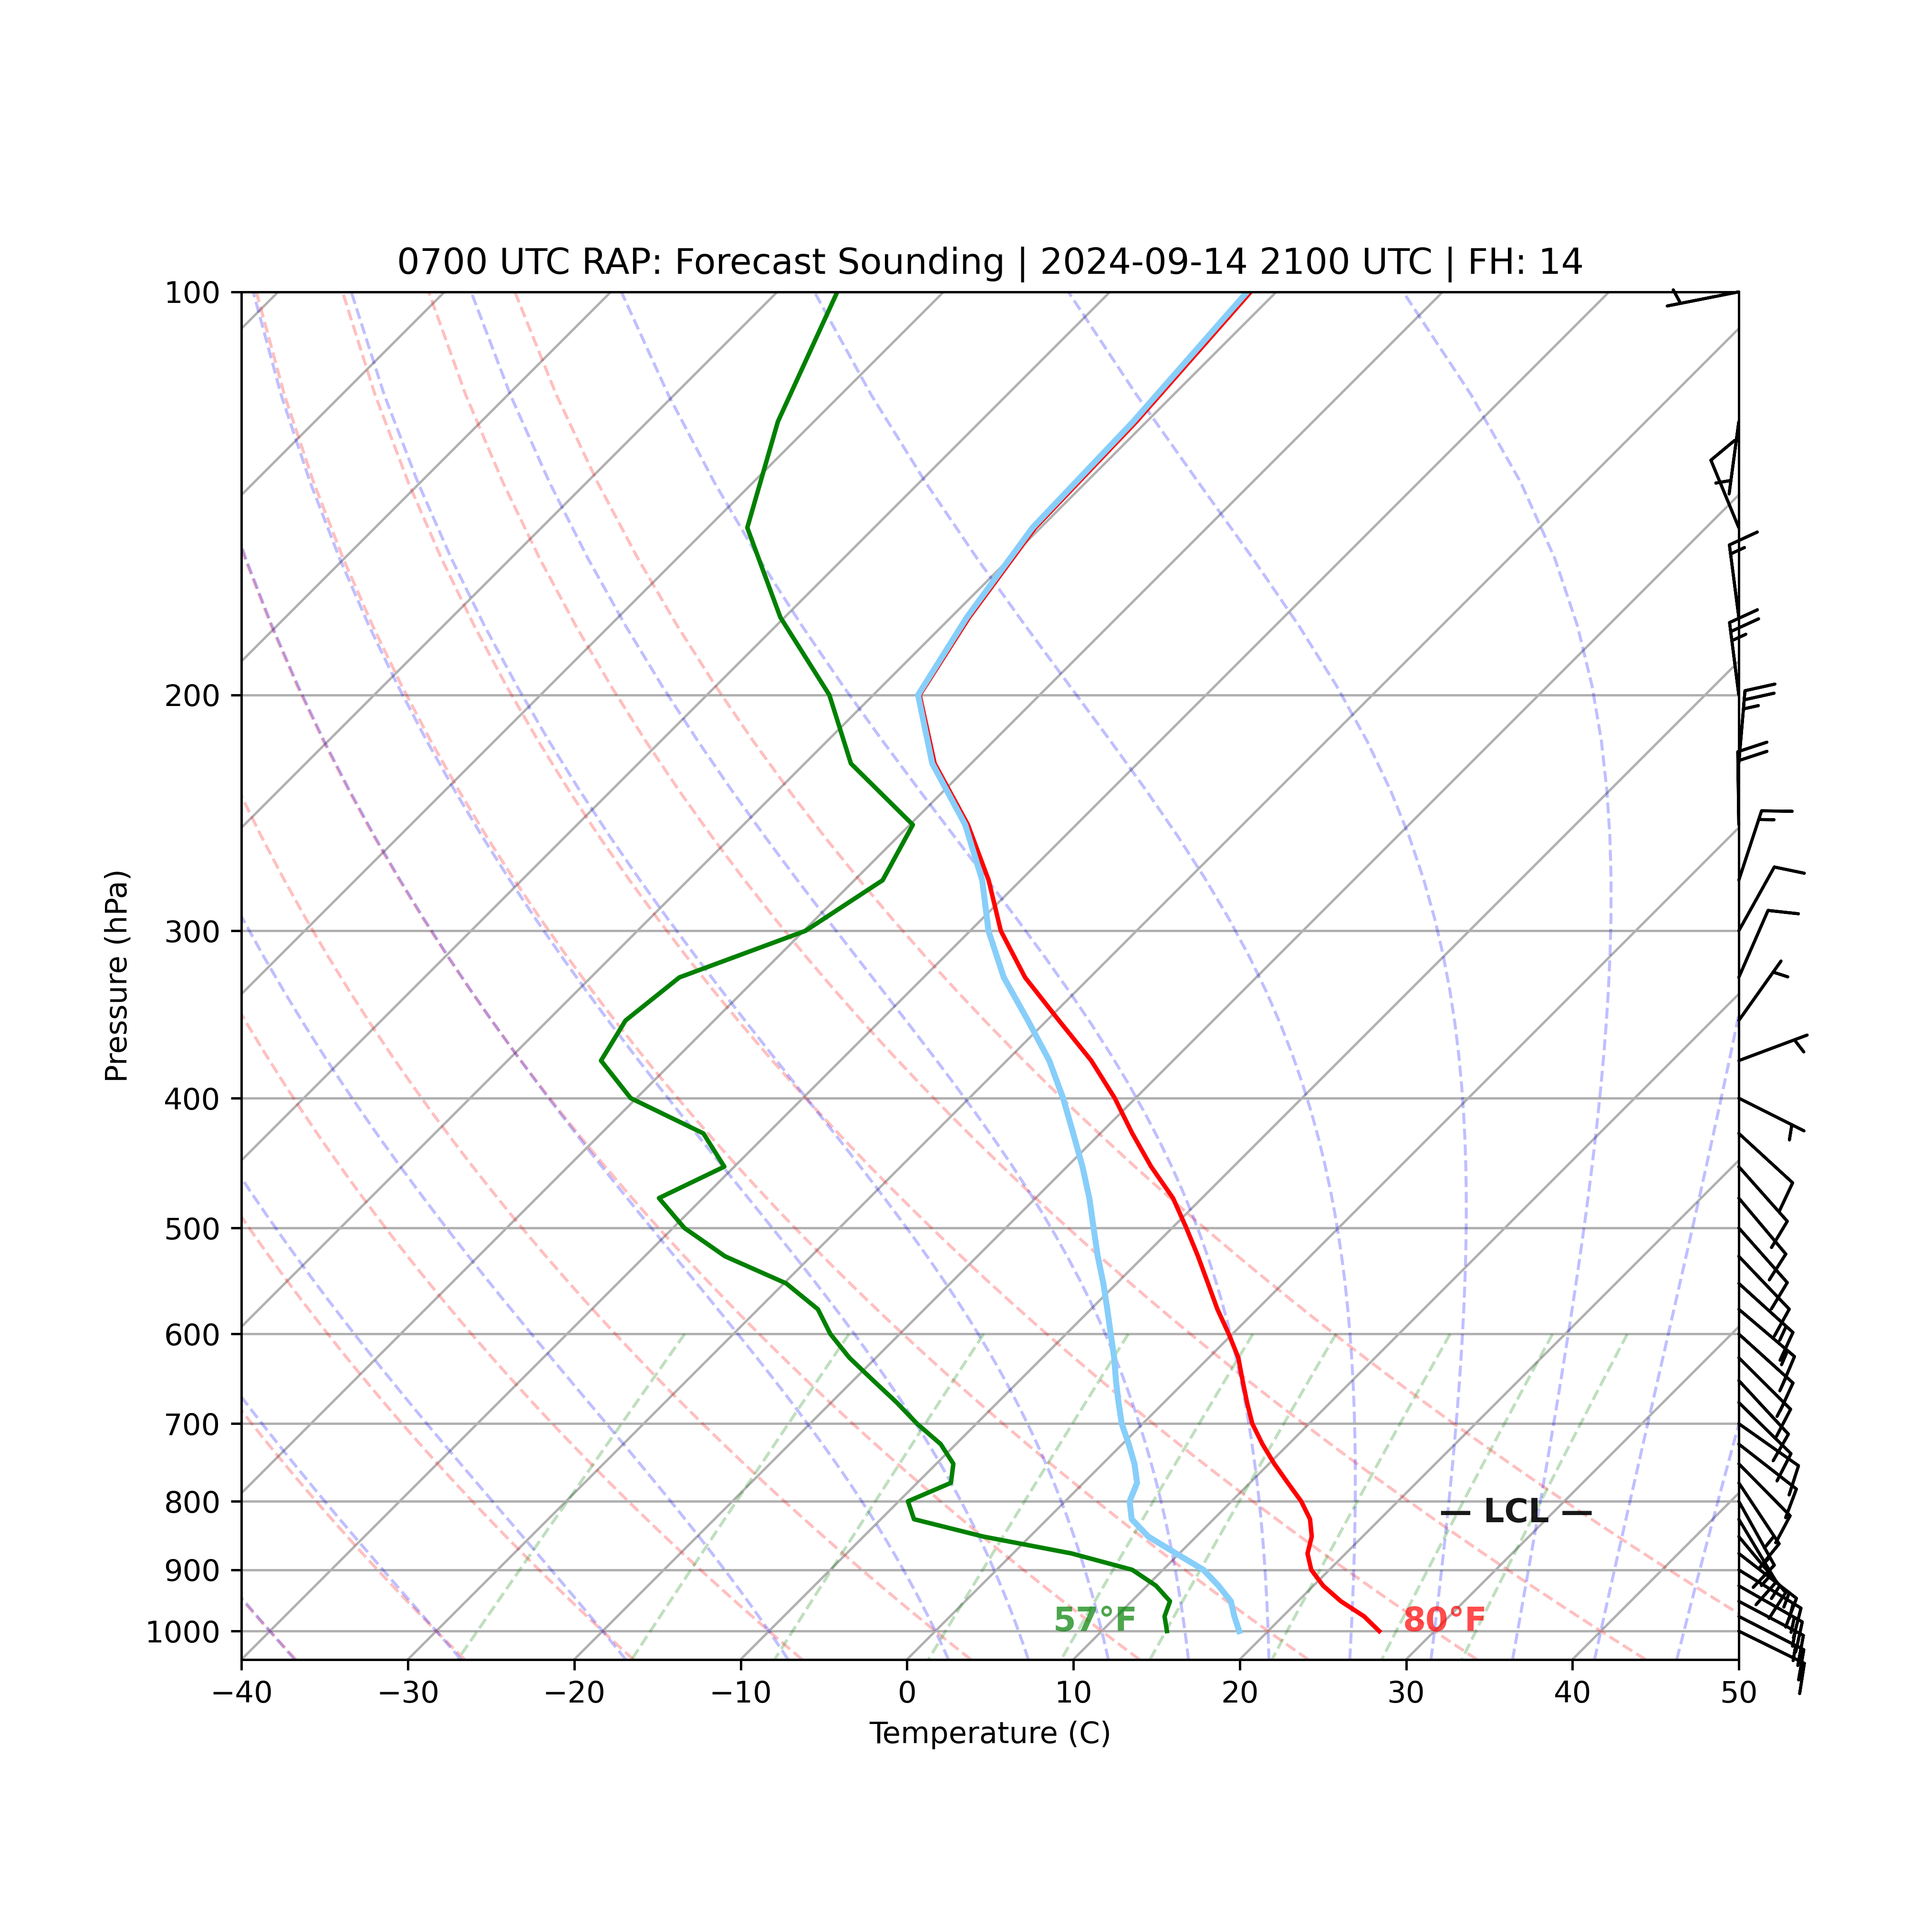 0700 UTC RAP: Forecast Sounding | 2024-09-14 2100 UTC | FH: 14
100
200
300
400
500
600
700
800
900
1000
Pressure (hPa)
— LCL —
57°F
80°F
−40 −30 −20 −10 0 10 20 30 40 50
Temperature (C)